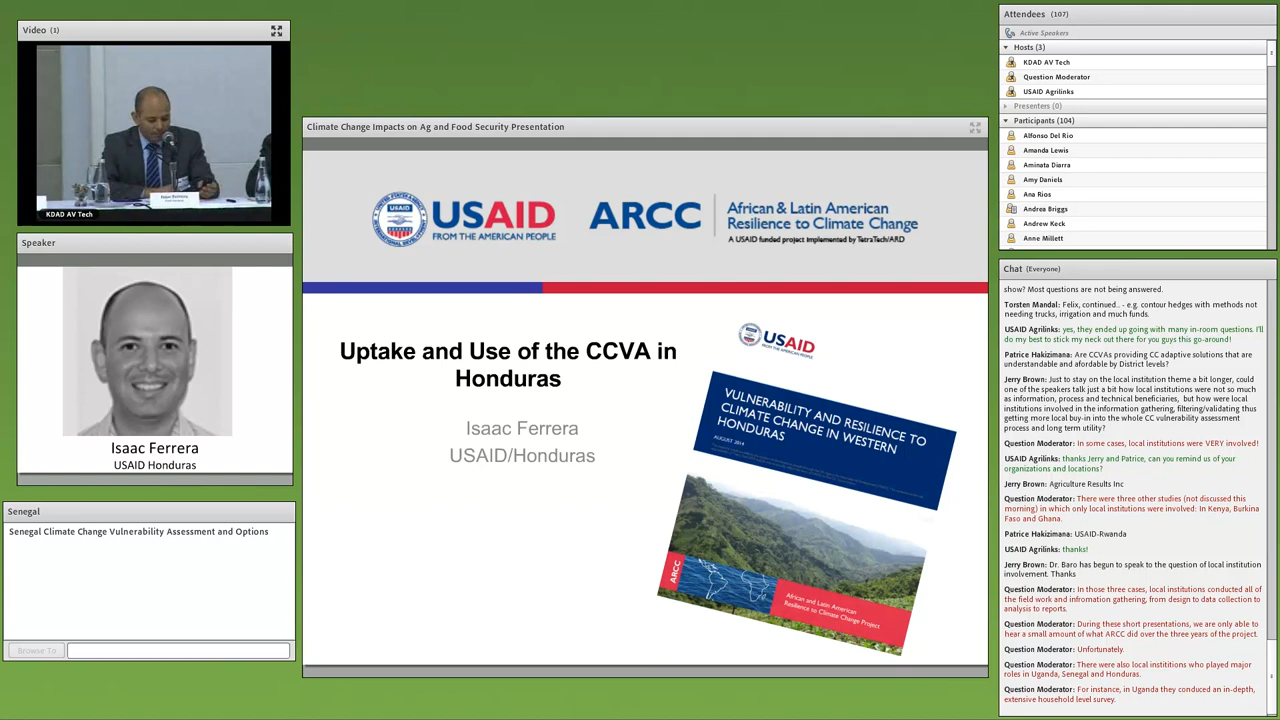 Video (1)
KDAD AV Tech
Speaker
Isaac Ferrera
USAID Honduras
Senegal
Senegal Climate Change Vulnerability Assessment and Options
Browse To
Climate Change Impacts on Ag and Food Security Presentation
USAID
FROM THE AMERICAN PEOPLE
ARCC
African & Latin American
Resilience to Climate Change
A USAID funded project implemented by TetraTech/ARD
Uptake and Use of the CCVA in
Honduras
Isaac Ferrera
USAID/Honduras
USAID
FROM THE AMERICAN PEOPLE
VULNERABILITY AND RESILIENCE TO
CLIMATE CHANGE IN WESTERN
HONDURAS
AUGUST 2014
ARCC
African and Latin American
Resilience to Climate Change Project
Attendees (107)
Active Speakers
Hosts (3)
KDAD AV Tech
Question Moderator
USAID Agrilinks
Presenters (0)
Participants (104)
Alfonso Del Rio
Amanda Lewis
Aminata Diarra
Amy Daniels
Ana Rios
Andrea Briggs
Andrew Keck
Anne Millett
Chat (Everyone)
show? Most questions are not being answered.
Torsten Mandal: Felix, continued.. - e.g. contour hedges with methods not
needing trucks, irrigation and much funds.
USAID Agrilinks: yes, they ended up going with many in-room questions. I'll
do my best to stick my neck out there for you guys this go-around!
Patrice Hakizimana: Are CCVAs providing CC adaptive solutions that are
understandable and afordable by District levels?
Jerry Brown: Just to stay on the local institution theme a bit longer, could
one of the speakers talk just a bit how local institutions were not so much
as information, process and technical beneficiaries, but how were local
institutions involved in the information gathering, filtering/validating thus
getting more local buy-in into the whole CC vulnerability assessment
process and long term utility?
Question Moderator: In some cases, local institutions were VERY involved!
USAID Agrilinks: thanks Jerry and Patrice, can you remind us of your
organizations and locations?
Jerry Brown: Agriculture Results Inc
Question Moderator: There were three other studies (not discussed this
morning) in which only local institutions were involved: In Kenya, Burkina
Faso and Ghana.
Patrice Hakizimana: USAID-Rwanda
USAID Agrilinks: thanks!
Jerry Brown: Dr. Baro has begun to speak to the question of local institution
involvement. Thanks
Question Moderator: In those three cases, local institutions conducted all of
the field work and infromation gathering, from design to data collection to
analysis to reports.
Question Moderator: During these short presentations, we are only able to
hear a small amount of what ARCC did over the three years of the project.
Question Moderator: Unfortunately.
Question Moderator: There were also local instititions who played major
roles in Uganda, Senegal and Honduras.
Question Moderator: For instance, in Uganda they conduced an in-depth,
extensive household level survey.